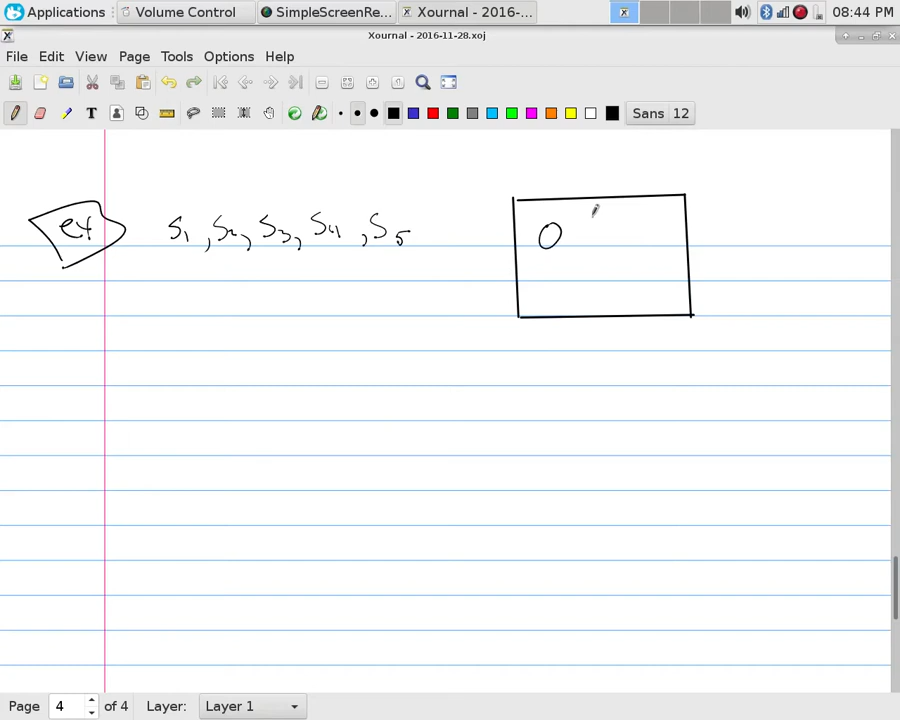 Applications Volume Control SimpleScreenRe... Xournal - 2016-... 08:44 PM
Xournal - 2016-11-28.xoj
File Edit View Page Tools Options Help
Sans 12
ex S1, S2, S3, S4, S5
Page 4 of 4 Layer: Layer 1